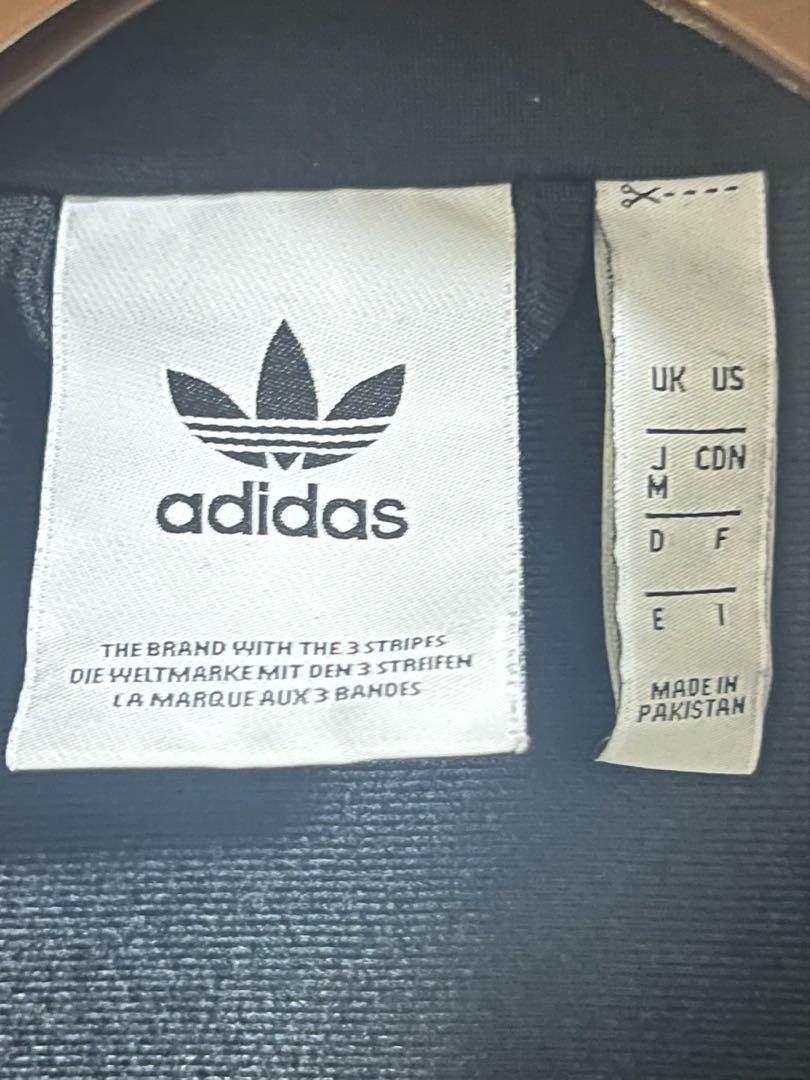 adidas
THE BRAND WITH THE 3 STRIPES
DIE WELTMARKE MIT DEN 3 STREIFEN
LA MARQUE AUX 3 BANDES
UK US
J CDN
M
D F
E I
MADE IN
PAKISTAN